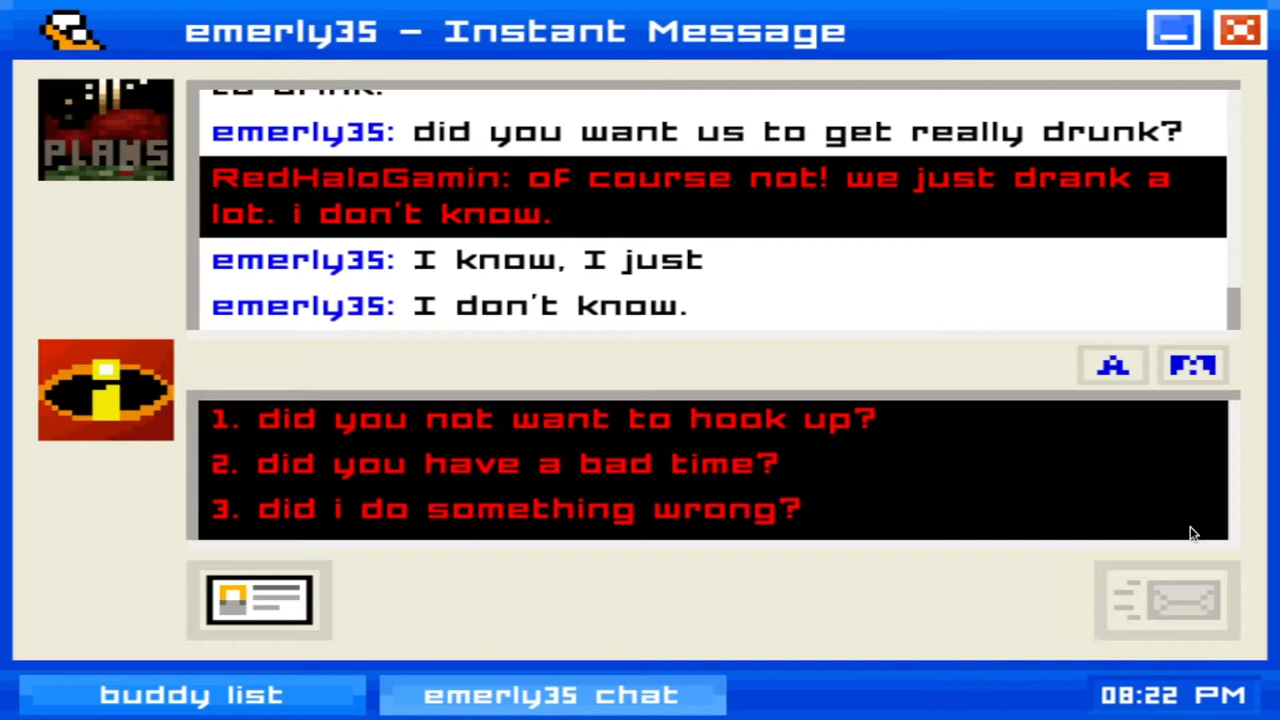 emerly35 - Instant Message
PLANS
to drink.
emerly35: did you want us to get really drunk?
RedHaloGamin: of course not! we just drank a
lot. i don't know.
emerly35: I know, I just
emerly35: I don't know.
A
M
1. did you not want to hook up?
2. did you have a bad time?
3. did i do something wrong?
buddy list
emerly35 chat
08:22 PM